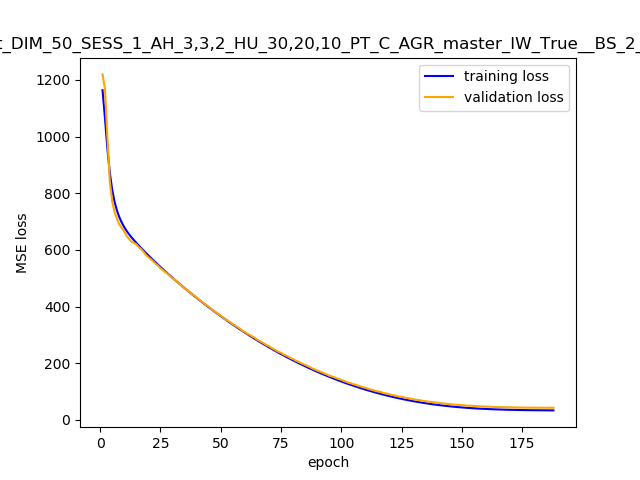 t_DIM_50_SESS_1_AH_3,3,2_HU_30,20,10_PT_C_AGR_master_IW_True__BS_2_
training loss
validation loss
1200
1000
800
600
400
200
0
MSE loss
0 25 50 75 100 125 150 175
epoch